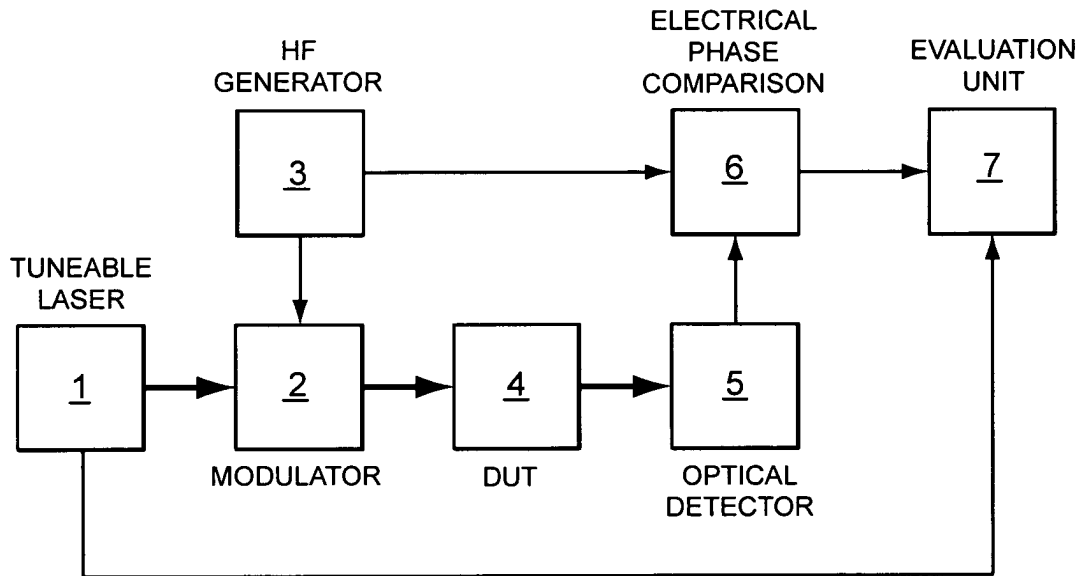 HF
GENERATOR
3
ELECTRICAL
PHASE
COMPARISON
6
EVALUATION
UNIT
7
TUNEABLE
LASER
1
2
MODULATOR
4
DUT
5
OPTICAL
DETECTOR